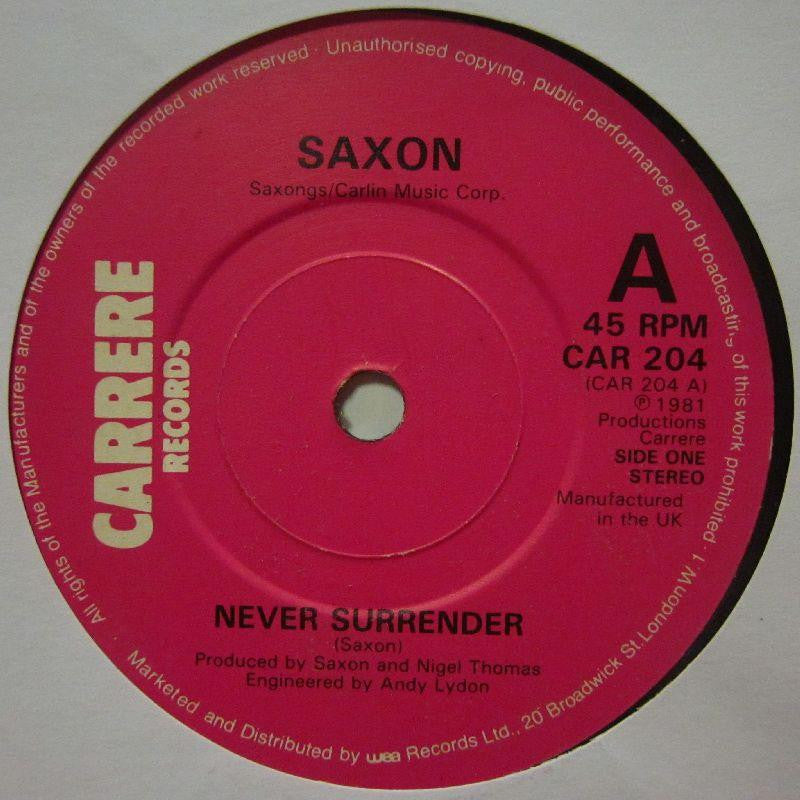 All rights of the Manufacturers and of the owners of the recorded work reserved · Unauthorised copying, public performance and broadcasting of this work prohibited ·
SAXON
Saxongs/Carlin Music Corp.
CARRERE
RECORDS
A
45 RPM
CAR 204
(CAR 204 A)
℗ 1981
Productions
Carrere
SIDE ONE
STEREO
Manufactured
in the UK
NEVER SURRENDER
(Saxon)
Produced by Saxon and Nigel Thomas
Engineered by Andy Lydon
Marketed and Distributed by wea Records Ltd., 20 Broadwick St. London W.1